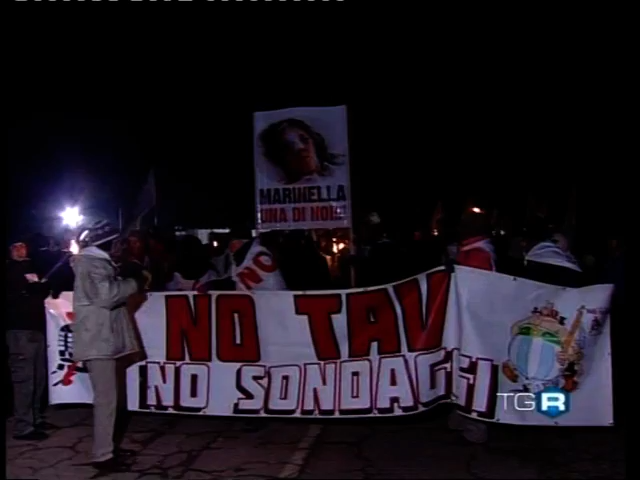 MARINELLA
UNA DI NOI
NO
NO TAV
NO SONDAGGI
TGR